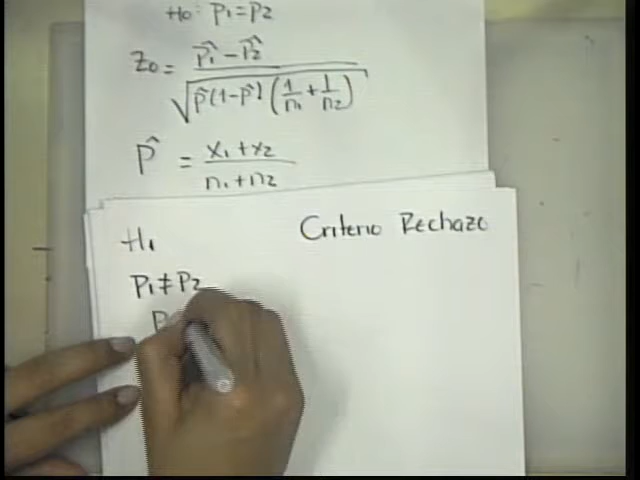 Ho: P1 = P2
Z0 = (P̂1 - P̂2) / √(P̂(1-P̂)(1/n1 + 1/n2))
P̂ = (X1 + X2) / (n1 + n2)
H1 Criterio Rechazo
P1 ≠ P2
P